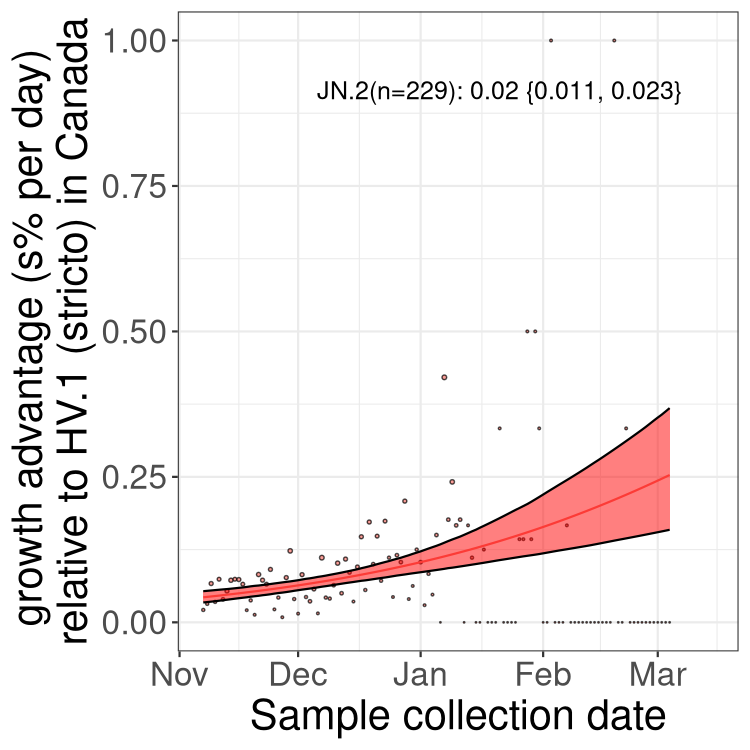 growth advantage (s% per day)
relative to HV.1 (stricto) in Canada
1.00
0.75
0.50
0.25
0.00
JN.2(n=229): 0.02 {0.011, 0.023}
Nov Dec Jan Feb Mar
Sample collection date